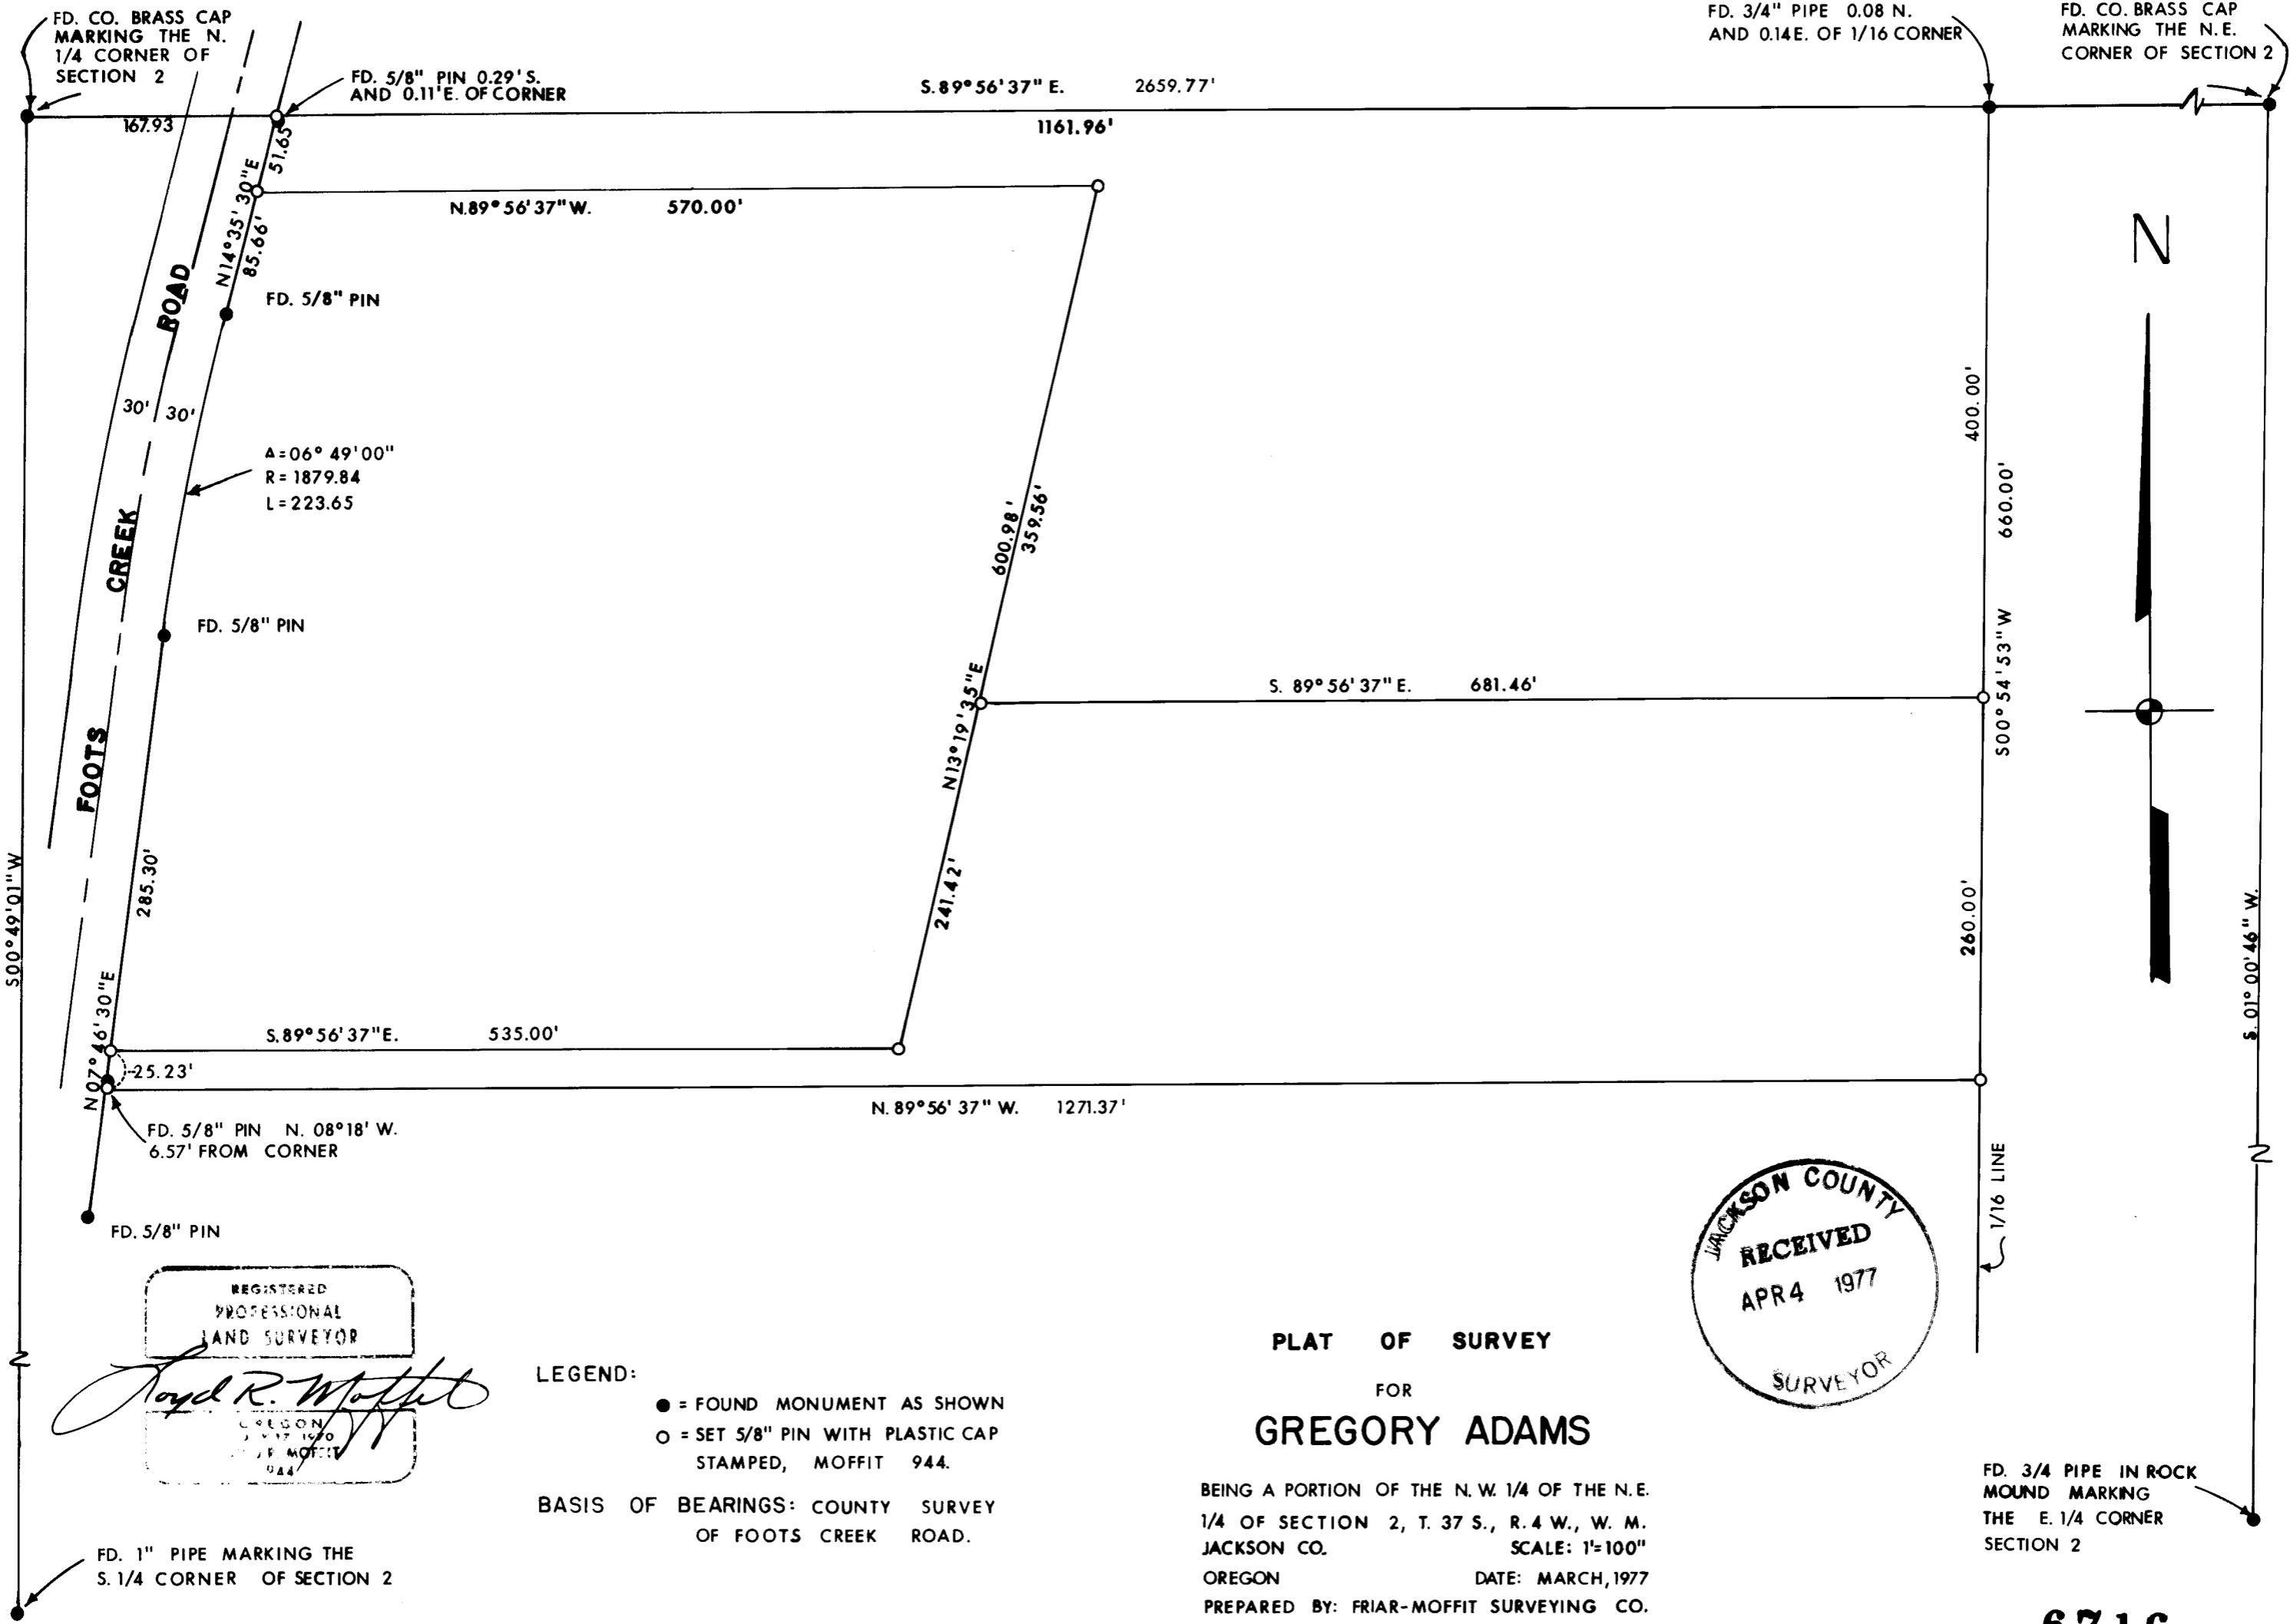 FD. CO. BRASS CAP
MARKING THE N.
1/4 CORNER OF
SECTION 2
FD. 5/8" PIN 0.29'S.
AND 0.11'E. OF CORNER
S. 89° 56' 37" E. 2659.77'
FD. 3/4" PIPE 0.08 N.
AND 0.14E. OF 1/16 CORNER
FD. CO. BRASS CAP
MARKING THE N.E.
CORNER OF SECTION 2
167.93
51.65
1161.96'
N14°35'30"E
85.66'
N.89° 56' 37" W. 570.00'
N
ROAD
FD. 5/8" PIN
30' 30'
400.00'
Δ = 06° 49' 00"
R = 1879.84
L = 223.65
660.00'
600.98'
359.56'
CREEK
FD. 5/8" PIN
S00° 54' 53" W
S. 89° 56' 37" E. 681.46'
N13°19'35"E
FOOTS
285.30'
241.42'
260.00'
S00°49'01" W
S. 01° 00' 46" W.
N 07° 46' 30" E
S. 89° 56' 37" E. 535.00'
25.23'
N. 89° 56' 37" W. 1271.37'
FD. 5/8" PIN N. 08°18' W.
6.57' FROM CORNER
FD. 5/8" PIN
1/16 LINE
JACKSON COUNTY
RECEIVED
APR 4 1977
SURVEYOR
REGISTERED
PROFESSIONAL
LAND SURVEYOR
Loyd R. Moffit
OREGON
1970
MOFFIT
944
LEGEND:
● = FOUND MONUMENT AS SHOWN
○ = SET 5/8" PIN WITH PLASTIC CAP
STAMPED, MOFFIT 944.
BASIS OF BEARINGS: COUNTY SURVEY
OF FOOTS CREEK ROAD.
PLAT OF SURVEY
FOR
GREGORY ADAMS
BEING A PORTION OF THE N.W. 1/4 OF THE N.E.
1/4 OF SECTION 2, T. 37 S., R. 4 W., W. M.
JACKSON CO. SCALE: 1'=100"
OREGON DATE: MARCH, 1977
PREPARED BY: FRIAR-MOFFIT SURVEYING CO.
FD. 3/4 PIPE IN ROCK
MOUND MARKING
THE E. 1/4 CORNER
SECTION 2
FD. 1" PIPE MARKING THE
S. 1/4 CORNER OF SECTION 2